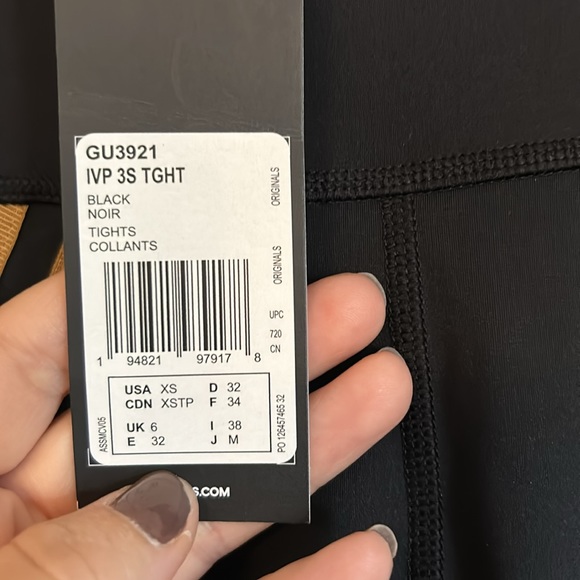 GU3921
IVP 3S TGHT
BLACK
NOIR
TIGHTS
COLLANTS
ORIGINALS
ORIGINALS
UPC
720
CN
1 94821 97917 8
USA XS D 32
CDN XSTP F 34
UK 6 I 38
E 32 J M
ASSMCV05
PO 126457465 32
S.COM